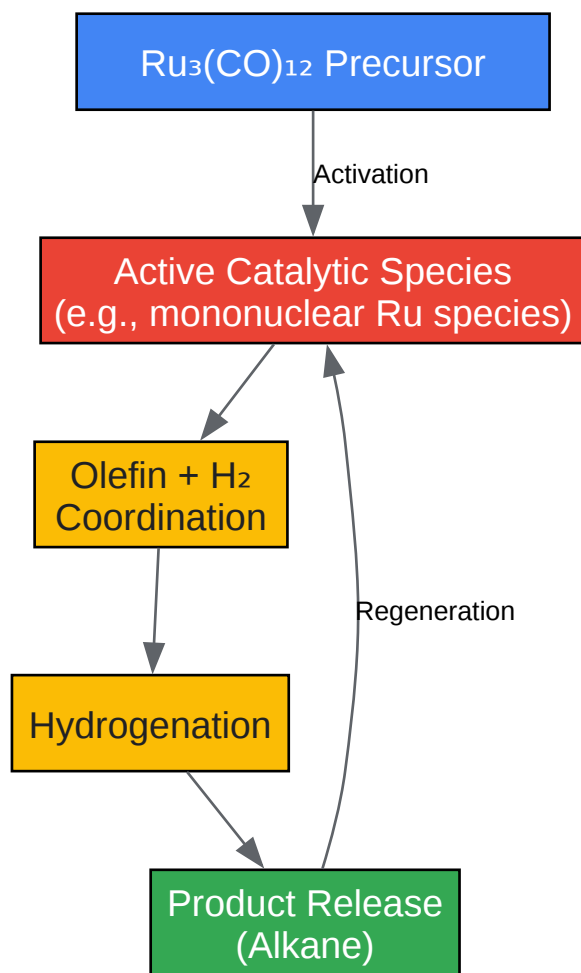 Ru₃(CO)₁₂ Precursor
Activation
Active Catalytic Species
(e.g., mononuclear Ru species)
Olefin + H₂
Coordination
Regeneration
Hydrogenation
Product Release
(Alkane)